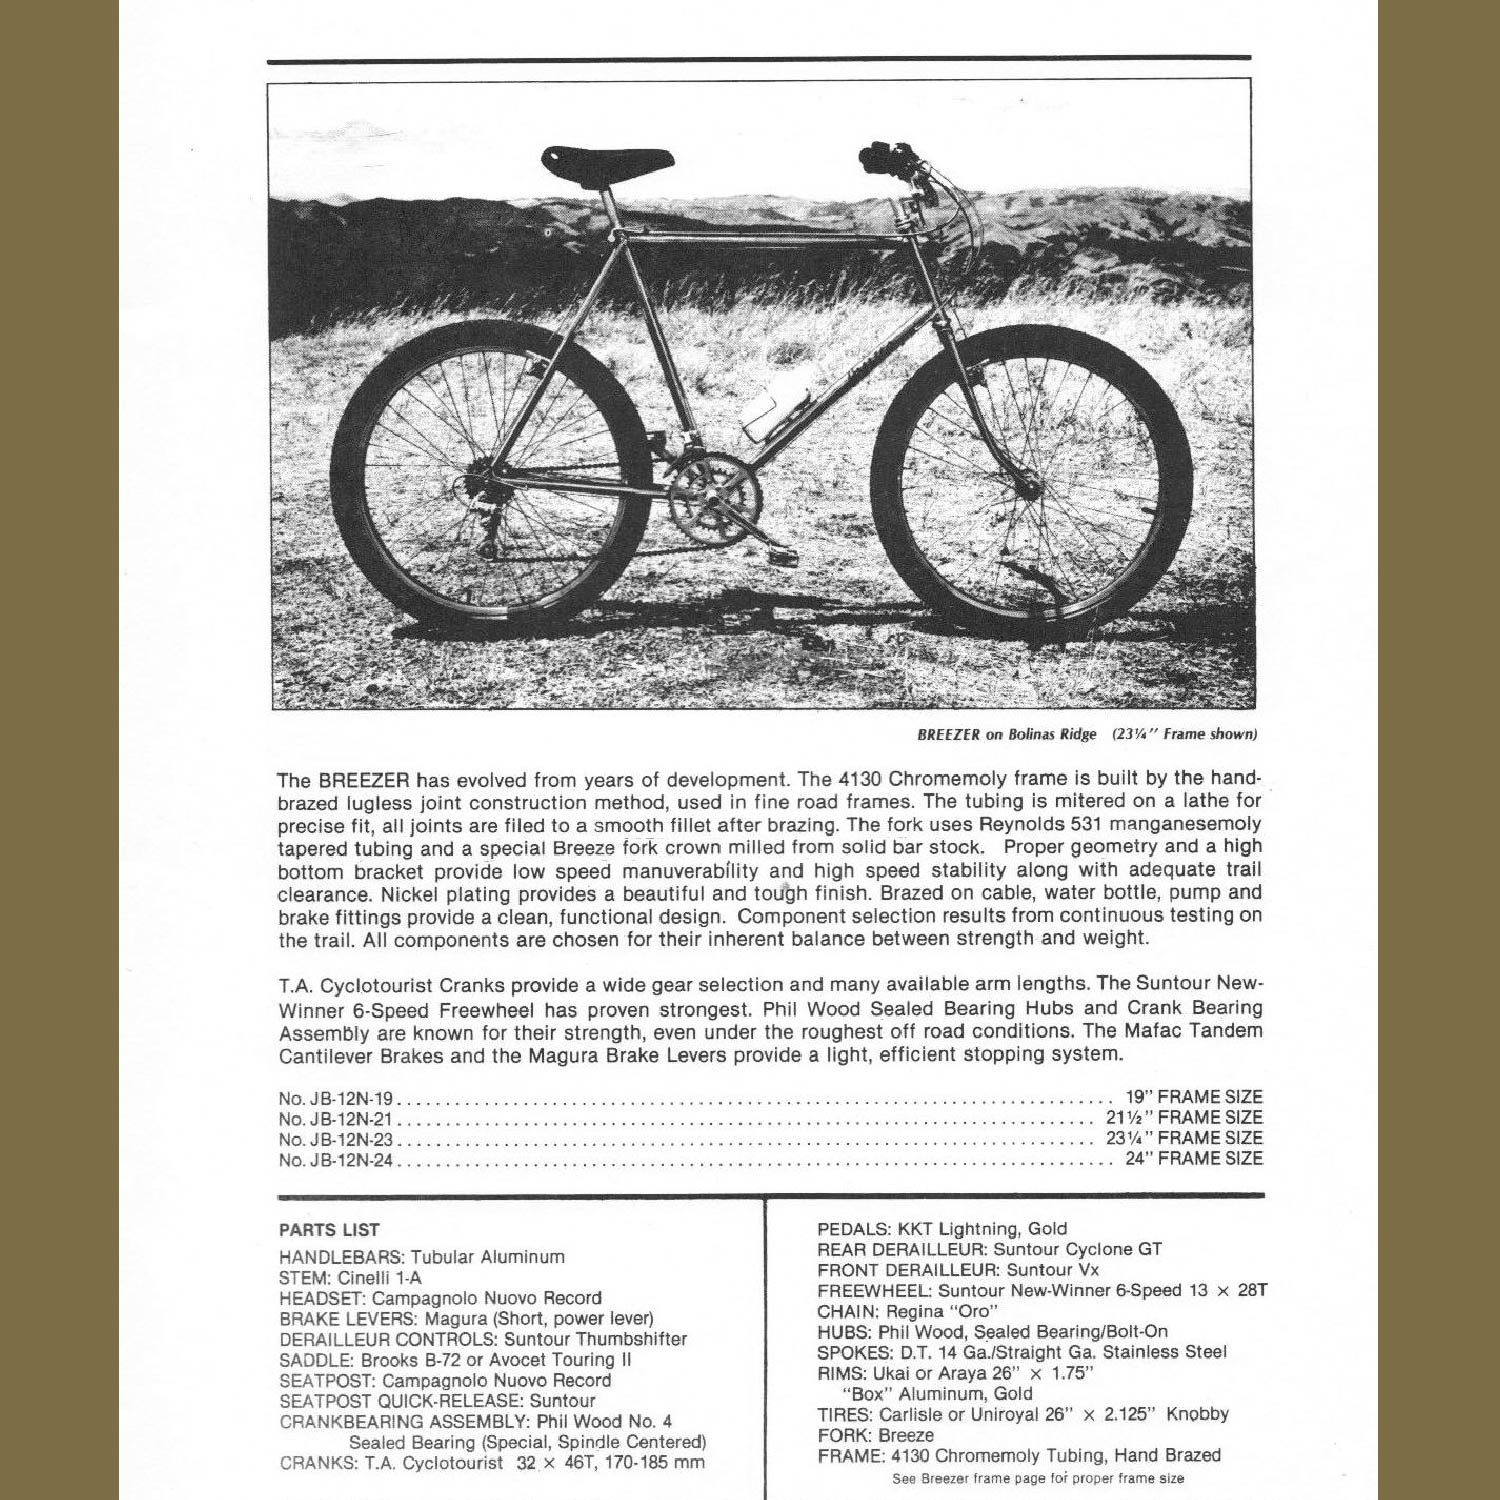 BREEZER on Bolinas Ridge (23¼" Frame shown)
The BREEZER has evolved from years of development. The 4130 Chromemoly frame is built by the hand-
brazed lugless joint construction method, used in fine road frames. The tubing is mitered on a lathe for
precise fit, all joints are filed to a smooth fillet after brazing. The fork uses Reynolds 531 manganesemoly
tapered tubing and a special Breeze fork crown milled from solid bar stock. Proper geometry and a high
bottom bracket provide low speed manuverability and high speed stability along with adequate trail
clearance. Nickel plating provides a beautiful and tough finish. Brazed on cable, water bottle, pump and
brake fittings provide a clean, functional design. Component selection results from continuous testing on
the trail. All components are chosen for their inherent balance between strength and weight.
T.A. Cyclotourist Cranks provide a wide gear selection and many available arm lengths. The Suntour New-
Winner 6-Speed Freewheel has proven strongest. Phil Wood Sealed Bearing Hubs and Crank Bearing
Assembly are known for their strength, even under the roughest off road conditions. The Mafac Tandem
Cantilever Brakes and the Magura Brake Levers provide a light, efficient stopping system.
No. JB-12N-19 ........ 19" FRAME SIZE
No. JB-12N-21 ........ 21½" FRAME SIZE
No. JB-12N-23 ........ 23¼" FRAME SIZE
No. JB-12N-24 ........ 24" FRAME SIZE
PARTS LIST
HANDLEBARS: Tubular Aluminum
STEM: Cinelli 1-A
HEADSET: Campagnolo Nuovo Record
BRAKE LEVERS: Magura (Short, power lever)
DERAILLEUR CONTROLS: Suntour Thumbshifter
SADDLE: Brooks B-72 or Avocet Touring II
SEATPOST: Campagnolo Nuovo Record
SEATPOST QUICK-RELEASE: Suntour
CRANKBEARING ASSEMBLY: Phil Wood No. 4
Sealed Bearing (Special, Spindle Centered)
CRANKS: T.A. Cyclotourist 32 × 46T, 170-185 mm
PEDALS: KKT Lightning, Gold
REAR DERAILLEUR: Suntour Cyclone GT
FRONT DERAILLEUR: Suntour Vx
FREEWHEEL: Suntour New-Winner 6-Speed 13 × 28T
CHAIN: Regina "Oro"
HUBS: Phil Wood, Sealed Bearing/Bolt-On
SPOKES: D.T. 14 Ga./Straight Ga. Stainless Steel
RIMS: Ukai or Araya 26" × 1.75"
"Box" Aluminum, Gold
TIRES: Carlisle or Uniroyal 26" × 2.125" Knobby
FORK: Breeze
FRAME: 4130 Chromemoly Tubing, Hand Brazed
See Breezer frame page for proper frame size